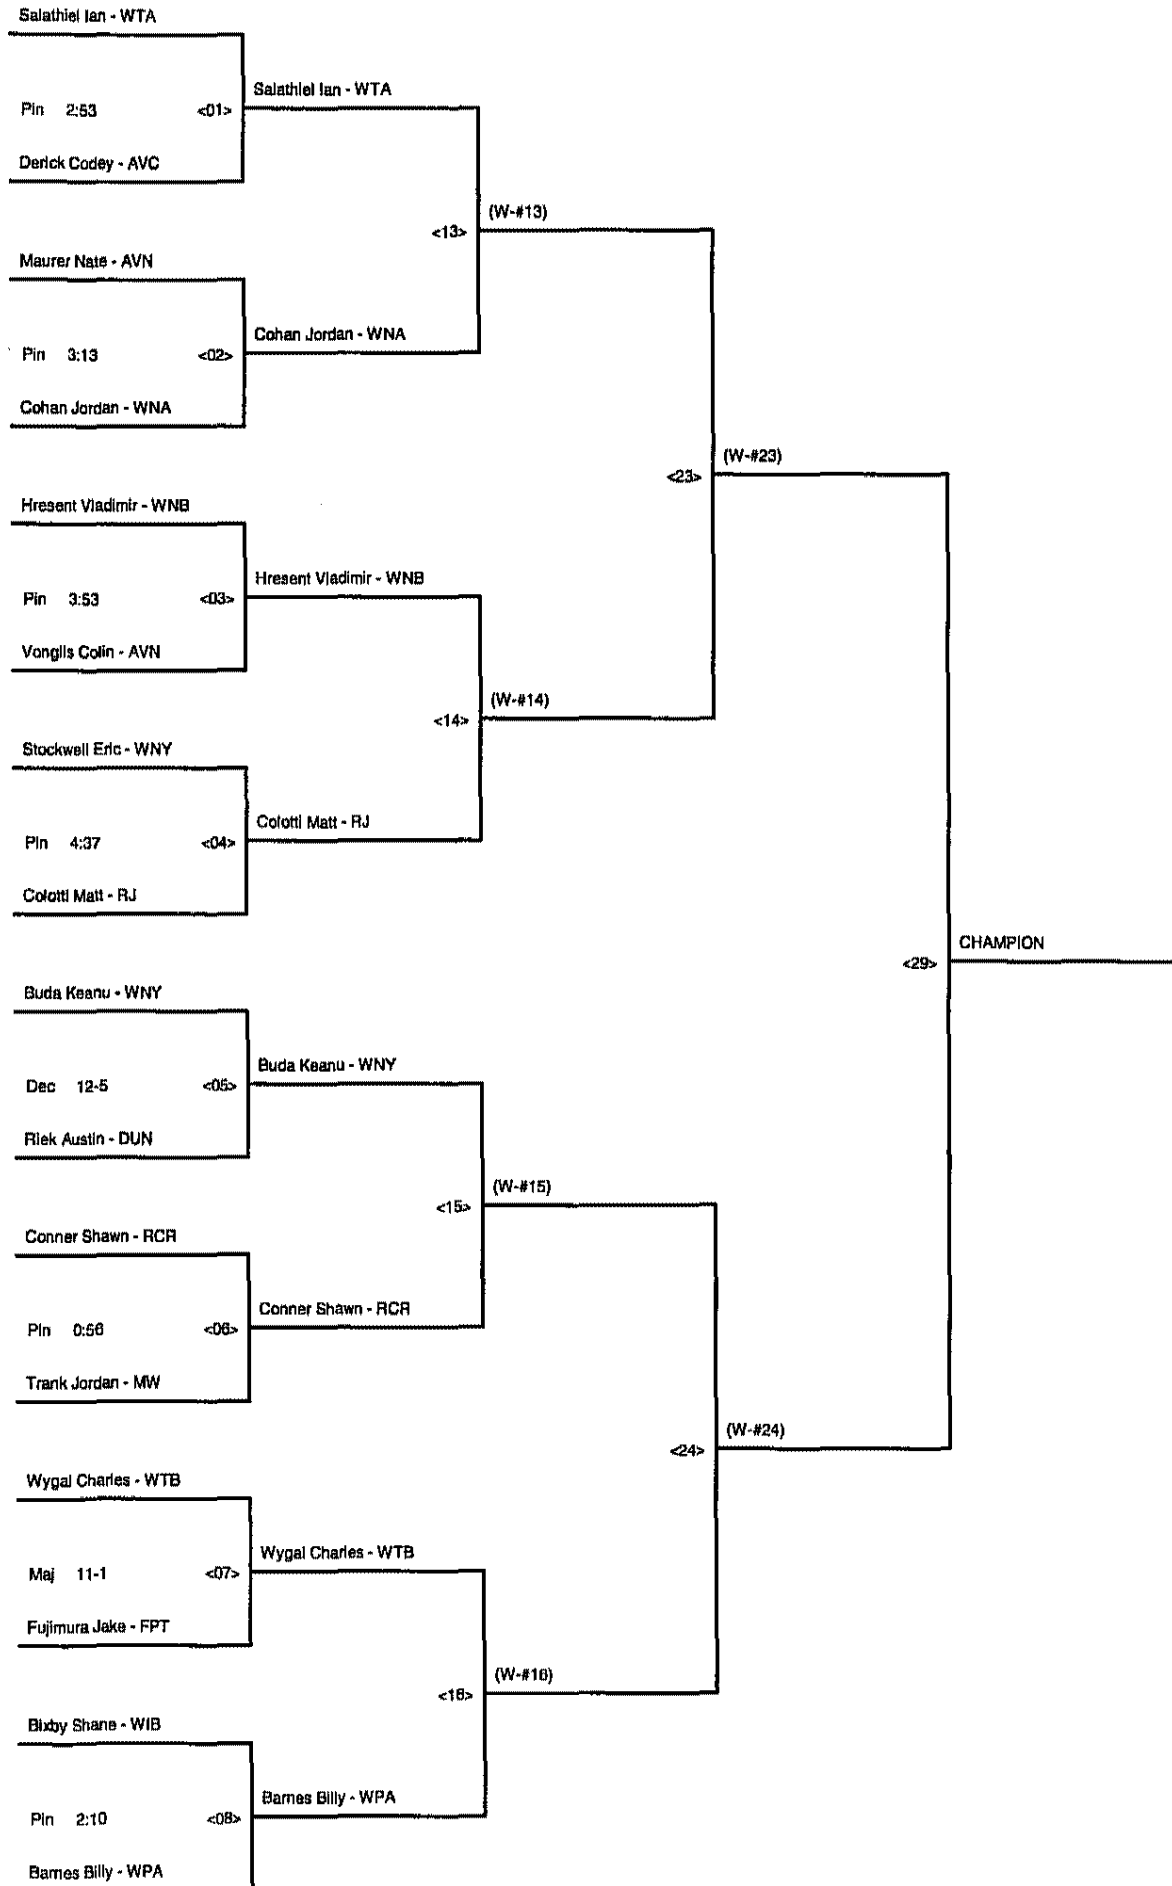 Salathiel Ian - WTA
Salathiel Ian - WTA
Pin 2:53 <01>
Derick Codey - AVC
(W-#13)
<13>
Maurer Nate - AVN
Cohan Jordan - WNA
Pin 3:13 <02>
Cohan Jordan - WNA
(W-#23)
<23>
Hresent Vladimir - WNB
Hresent Vladimir - WNB
Pin 3:53 <03>
Vonglis Colin - AVN
(W-#14)
<14>
Stockwell Eric - WNY
Colotti Matt - RJ
Pin 4:37 <04>
Colotti Matt - RJ
CHAMPION
<29>
Buda Keanu - WNY
Buda Keanu - WNY
Dec 12-5 <05>
Riek Austin - DUN
(W-#15)
<15>
Conner Shawn - RCR
Conner Shawn - RCR
Pin 0:56 <06>
Trank Jordan - MW
(W-#24)
<24>
Wygal Charles - WTB
Wygal Charles - WTB
Maj 11-1 <07>
Fujimura Jake - FPT
(W-#16)
<16>
Bixby Shane - WIB
Barnes Billy - WPA
Pin 2:10 <08>
Barnes Billy - WPA